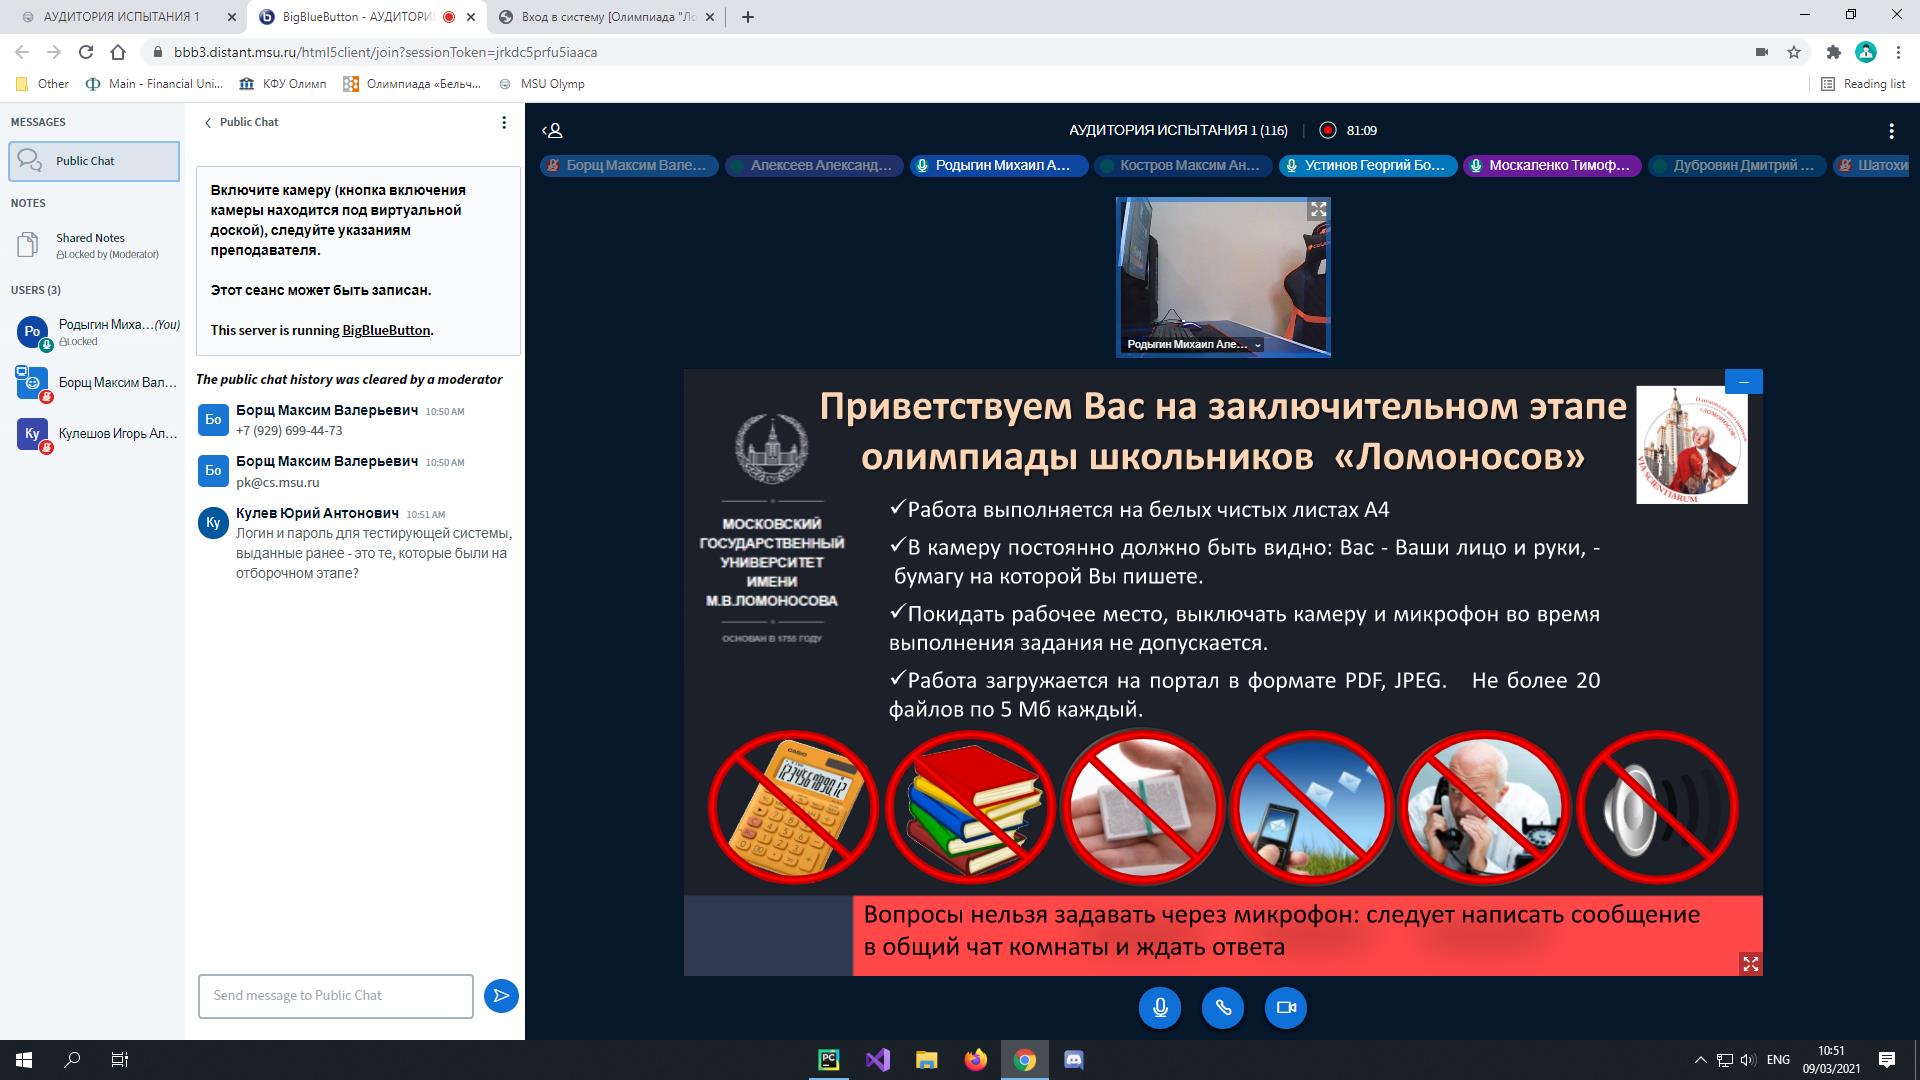 АУДИТОРИЯ ИСПЫТАНИЯ 1
BigBlueButton - АУДИТОРИ
Вход в систему [Олимпиада "Ло
bbb3.distant.msu.ru/html5client/join?sessionToken=jrkdc5prfu5iaaca
Other
Main - Financial Uni...
КФУ Олимп
Олимпиада «Бельч...
MSU Olymp
Reading list
MESSAGES
Public Chat
NOTES
Shared Notes
Locked by (Moderator)
USERS (3)
Ро
Родыгин Миха...(You)
Locked
Борщ Максим Вал...
Ку
Кулешов Игорь Ал...
Public Chat
Включите камеру (кнопка включения
камеры находится под виртуальной
доской), следуйте указаниям
преподавателя.
Этот сеанс может быть записан.
This server is running BigBlueButton.
The public chat history was cleared by a moderator
Бо
Борщ Максим Валерьевич 10:50 AM
+7 (929) 699-44-73
Бо
Борщ Максим Валерьевич 10:50 AM
pk@cs.msu.ru
Ку
Кулев Юрий Антонович 10:51 AM
Логин и пароль для тестирующей системы,
выданные ранее - это те, которые были на
отборочном этапе?
Send message to Public Chat
АУДИТОРИЯ ИСПЫТАНИЯ 1 (116)
81:09
Борщ Максим Вале...
Алексеев Александ...
Родыгин Михаил А...
Костров Максим Ан...
Устинов Георгий Бо...
Москаленко Тимоф...
Дубровин Дмитрий ...
Шатохи
Родыгин Михаил Але...
Приветствуем Вас на заключительном этапе
олимпиады школьников «Ломоносов»
МОСКОВСКИЙ
ГОСУДАРСТВЕННЫЙ
УНИВЕРСИТЕТ
ИМЕНИ
М.В.ЛОМОНОСОВА
ОСНОВАН В 1755 ГОДУ
VIA SCIENTIARUM
✓Работа выполняется на белых чистых листах А4
✓В камеру постоянно должно быть видно: Вас - Ваши лицо и руки, -
бумагу на которой Вы пишете.
✓Покидать рабочее место, выключать камеру и микрофон во время
выполнения задания не допускается.
✓Работа загружается на портал в формате PDF, JPEG. Не более 20
файлов по 5 Мб каждый.
CASIO
Вопросы нельзя задавать через микрофон: следует написать сообщение
в общий чат комнаты и ждать ответа
PC
ENG
10:51
09/03/2021